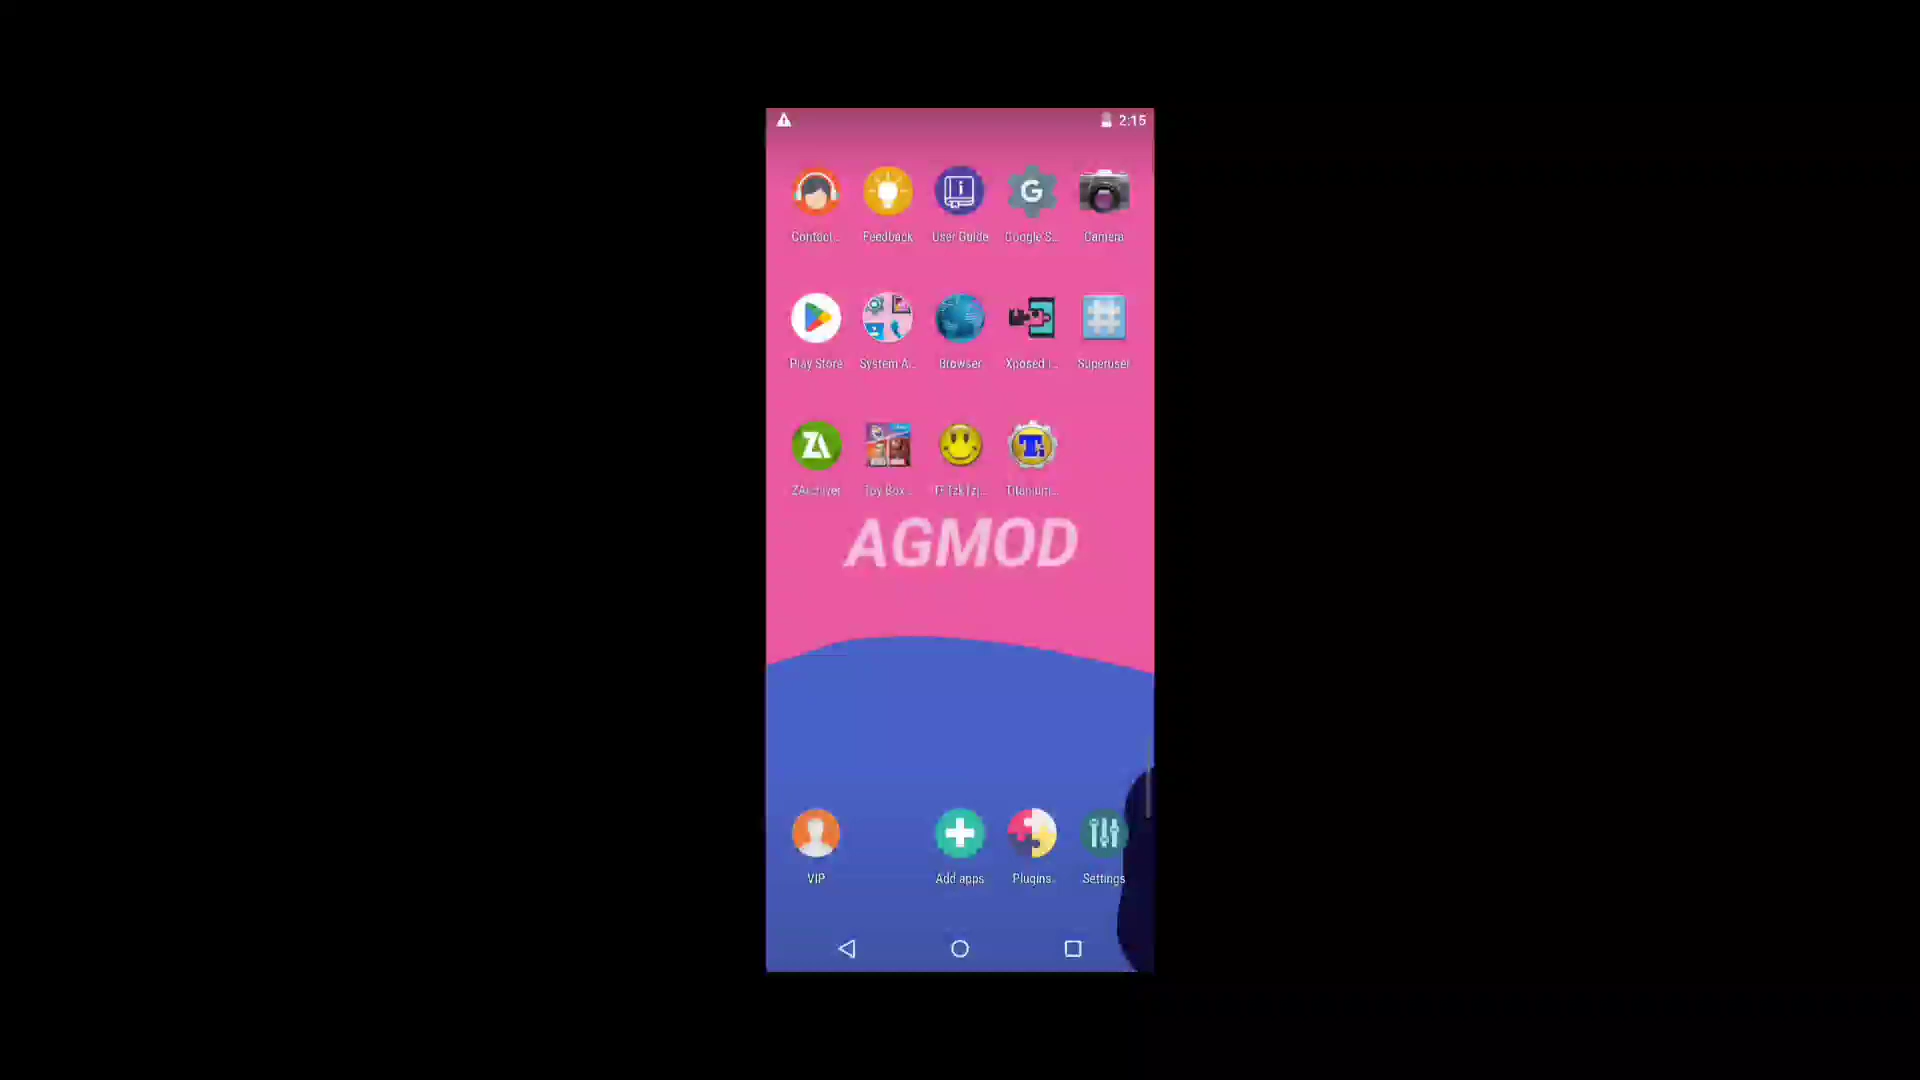 2:15
Contact ..
Feedback
User Guide
Google S..
Camera
Play Store
System A..
Browser
Xposed I..
Superuser
ZArchiver
Toy Box..
Titanium..
AGMOD
VIP
Add apps
Plugins.
Settings